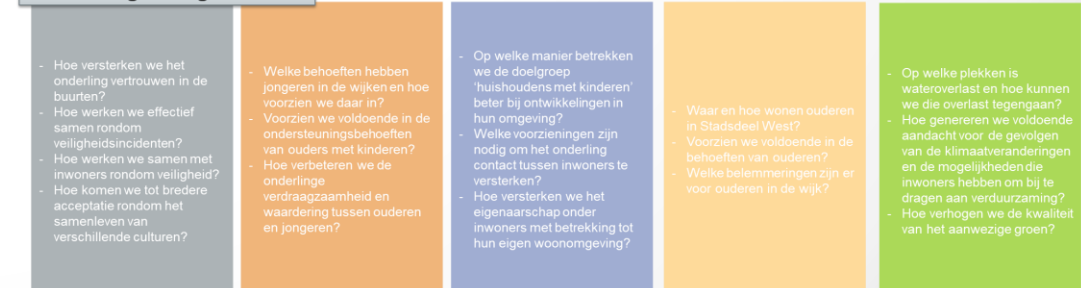 - Hoe versterken we het
onderling vertrouwen in de
buurten?
- Hoe werken we effectief
samen rondom
veiligheidsincidenten?
- Hoe werken we samen met
inwoners rondom veiligheid?
- Hoe komen we tot bredere
acceptatie rondom het
samenleven van
verschillende culturen?
- Welke behoeften hebben
jongeren in de wijken en hoe
voorzien we daar in?
- Voorzien we voldoende in de
ondersteuningsbehoeften
van ouders met kinderen?
- Hoe verbeteren we de
onderlinge
verdraagzaamheid en
waardering tussen ouderen
en jongeren?
- Op welke manier betrekken
we de doelgroep
'huishoudens met kinderen'
beter bij ontwikkelingen in
hun omgeving?
- Welke voorzieningen zijn
nodig om het onderling
contact tussen inwoners te
versterken?
- Hoe versterken we het
eigenaarschap onder
inwoners met betrekking tot
hun eigen woonomgeving?
- Waar en hoe wonen ouderen
in Stadsdeel West?
- Voorzien we voldoende in de
behoeften van ouderen?
- Welke belemmeringen zijn er
voor ouderen in de wijk?
- Op welke plekken is
wateroverlast en hoe kunnen
we die overlast tegengaan?
- Hoe genereren we voldoende
aandacht voor de gevolgen
van de klimaatveranderingen
en de mogelijkheden die
inwoners hebben om bij te
dragen aan verduurzaming?
- Hoe verhogen we de kwaliteit
van het aanwezige groen?